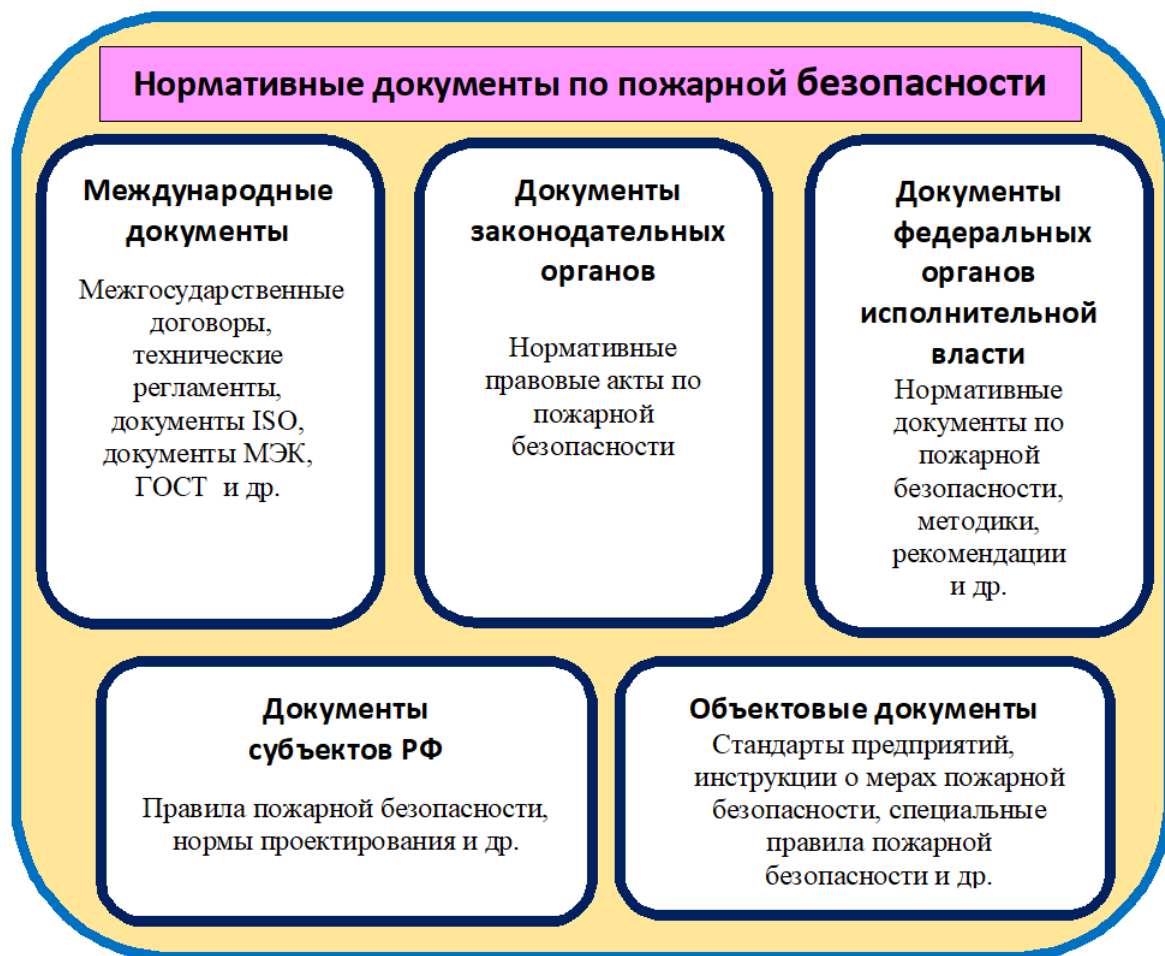 Нормативные документы по пожарной безопасности
Международные
документы
Межгосударственные
договоры,
технические
регламенты,
документы ISO,
документы МЭК,
ГОСТ и др.
Документы
законодательных
органов
Нормативные
правовые акты по
пожарной
безопасности
Документы
федеральных
органов
исполнительной
власти
Нормативные
документы по
пожарной
безопасности,
методики,
рекомендации
и др.
Документы
субъектов РФ
Правила пожарной безопасности,
нормы проектирования и др.
Объектовые документы
Стандарты предприятий,
инструкции о мерах пожарной
безопасности, специальные
правила пожарной
безопасности и др.